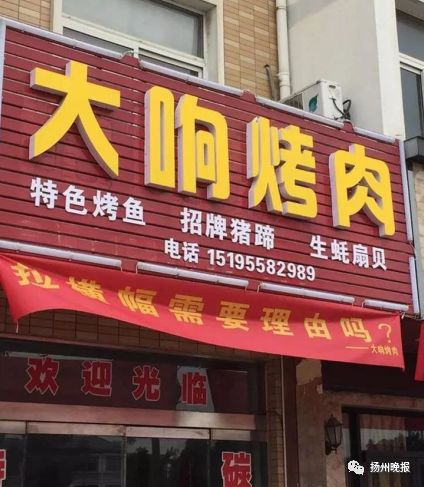 大响烤肉
特色烤鱼 招牌猪蹄 生蚝扇贝
电话 15195582989
拉横幅需要理由吗？
——大响烤肉
欢迎光临
碳
扬州晚报